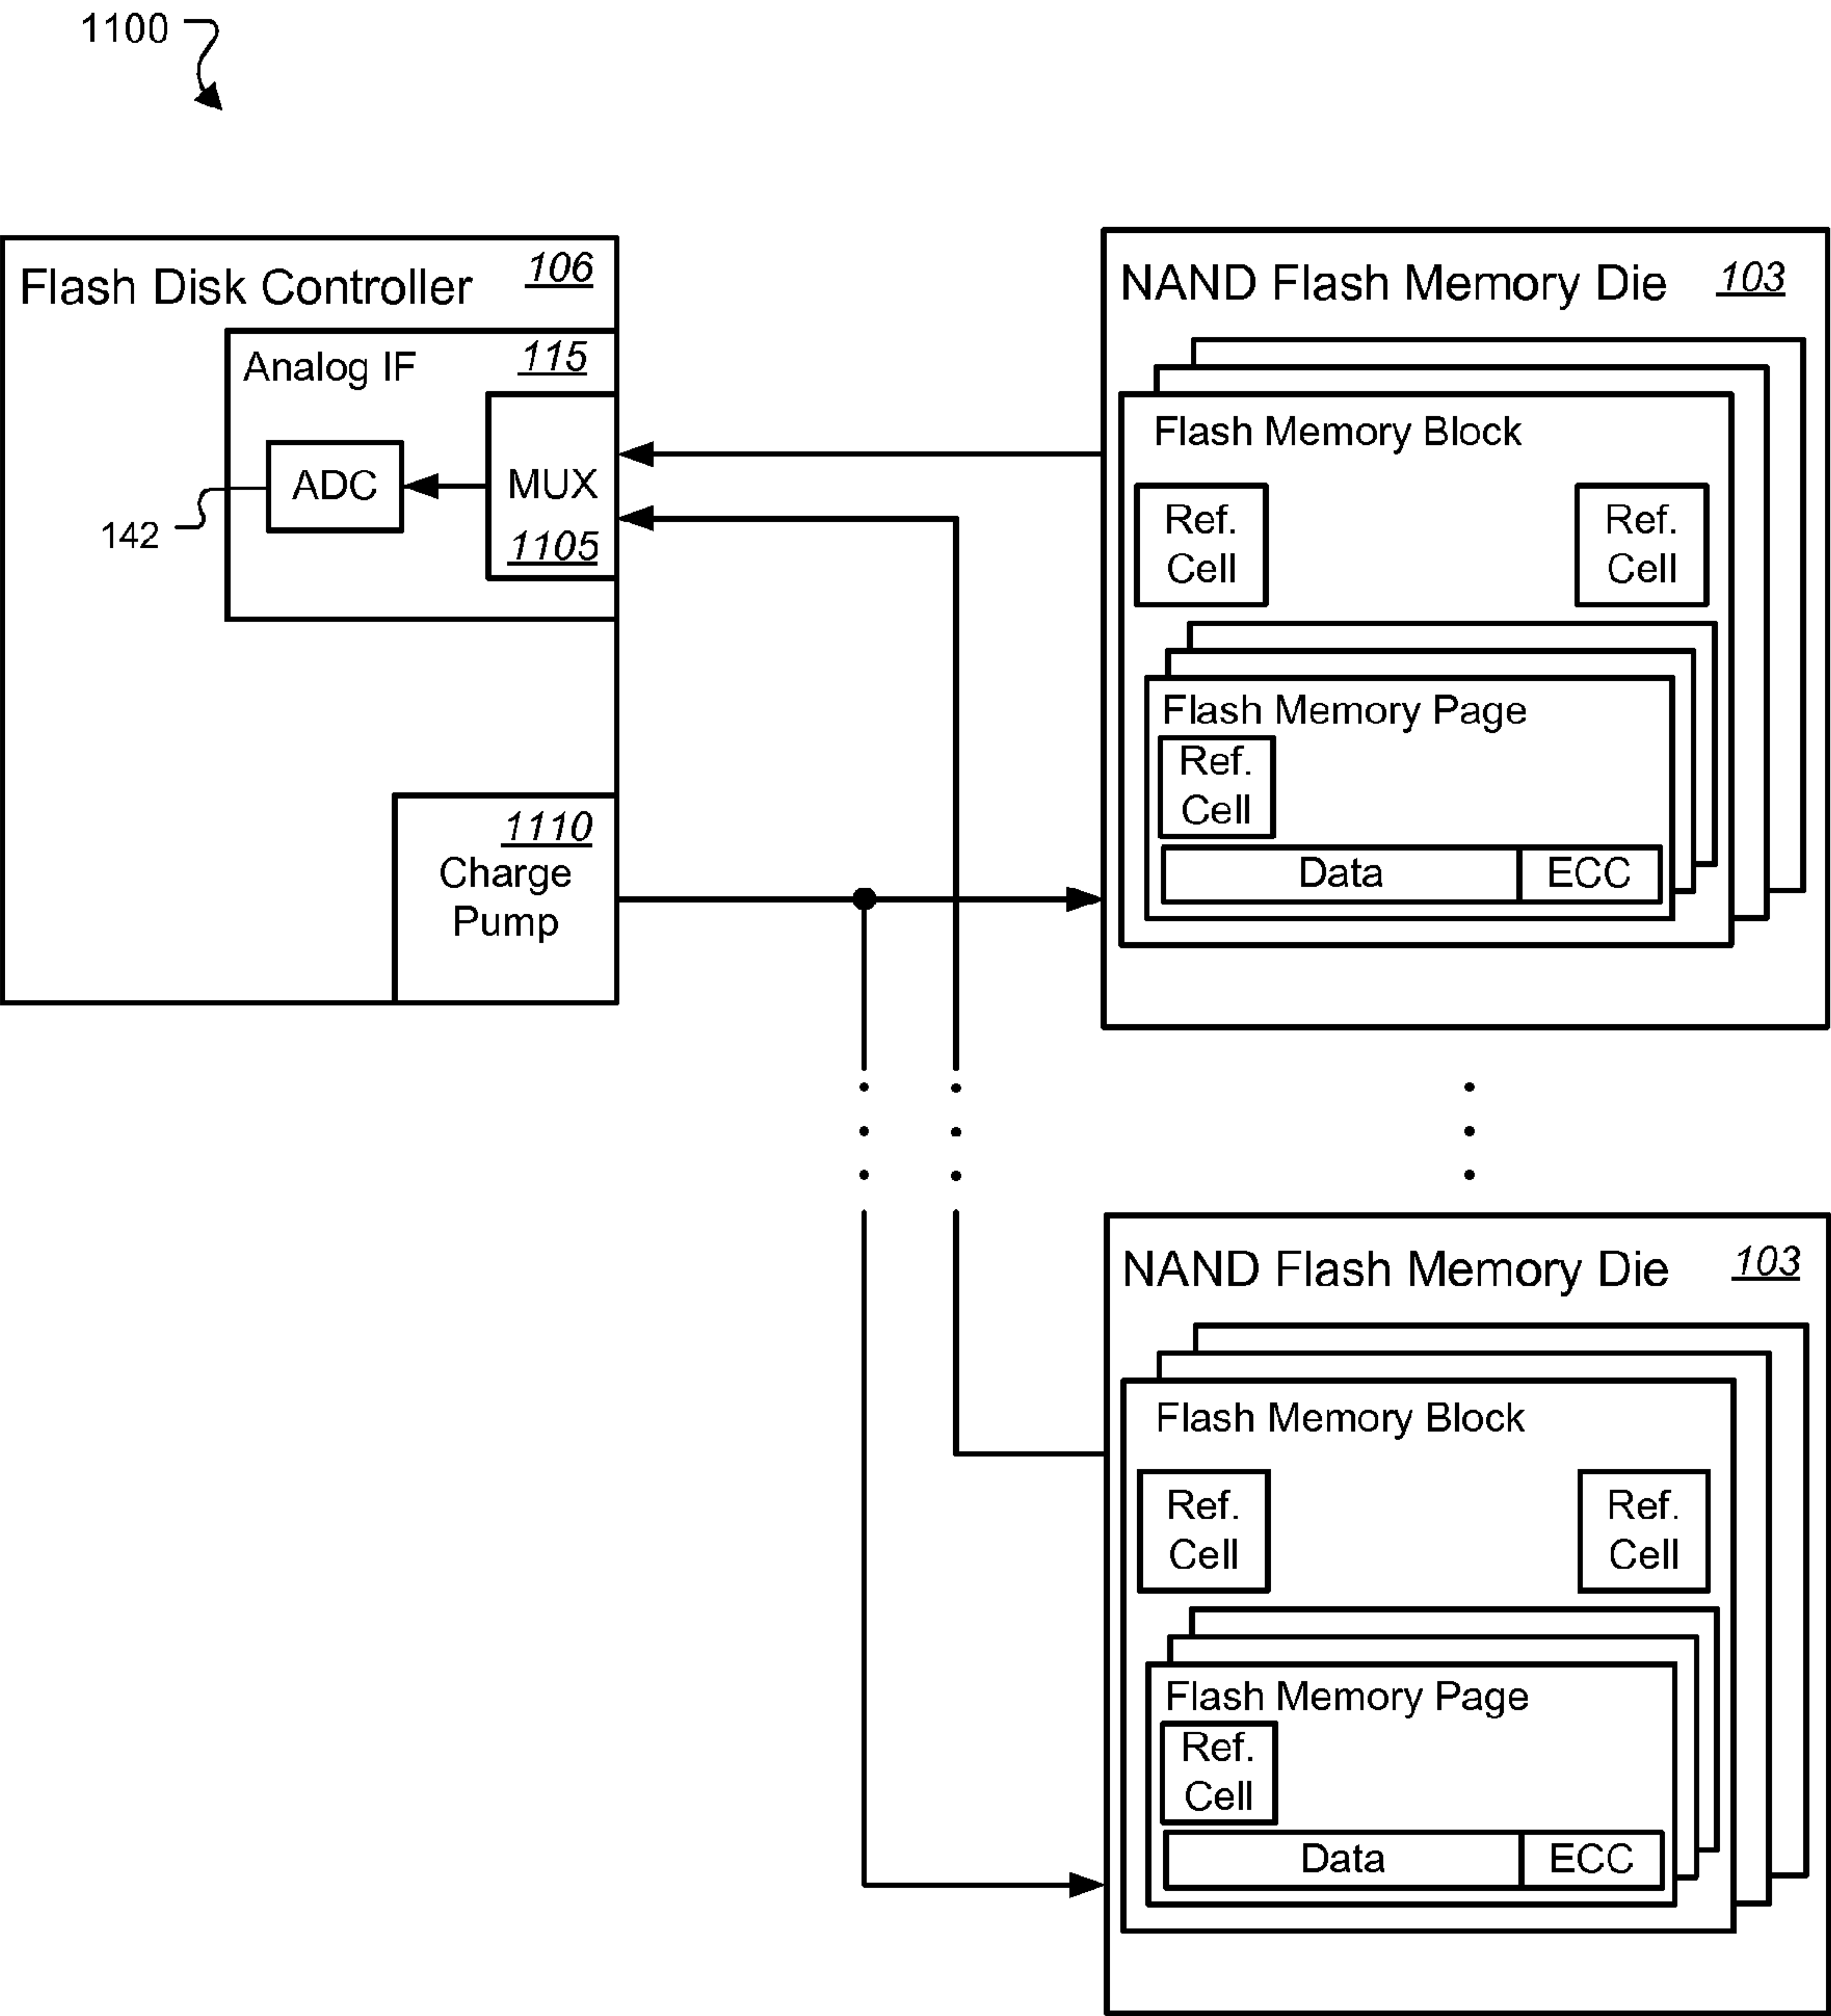 1100
Flash Disk Controller 106
Analog IF 115
ADC
MUX
1105
142
1110
Charge
Pump
NAND Flash Memory Die 103
Flash Memory Block
Ref.
Cell
Ref.
Cell
Flash Memory Page
Ref.
Cell
Data ECC
NAND Flash Memory Die 103
Flash Memory Block
Ref.
Cell
Ref.
Cell
Flash Memory Page
Ref.
Cell
Data ECC